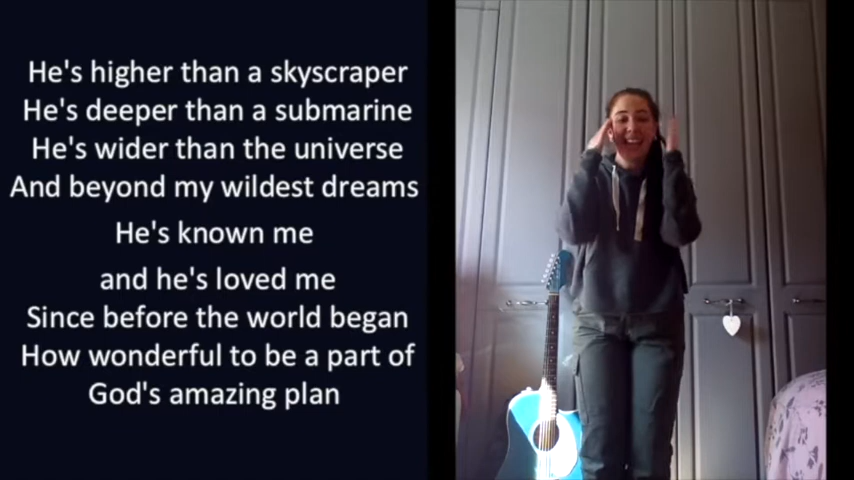 He's higher than a skyscraper
He's deeper than a submarine
He's wider than the universe
And beyond my wildest dreams
He's known me
and he's loved me
Since before the world began
How wonderful to be a part of
God's amazing plan